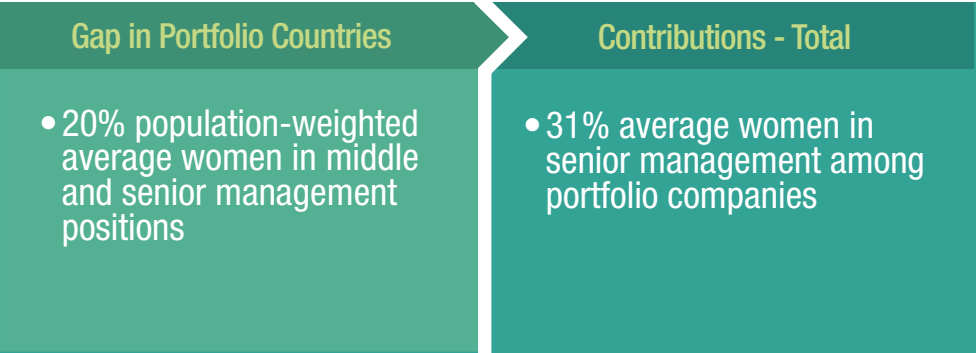 Gap in Portfolio Countries
• 20% population-weighted
average women in middle
and senior management
positions
Contributions - Total
• 31% average women in
senior management among
portfolio companies